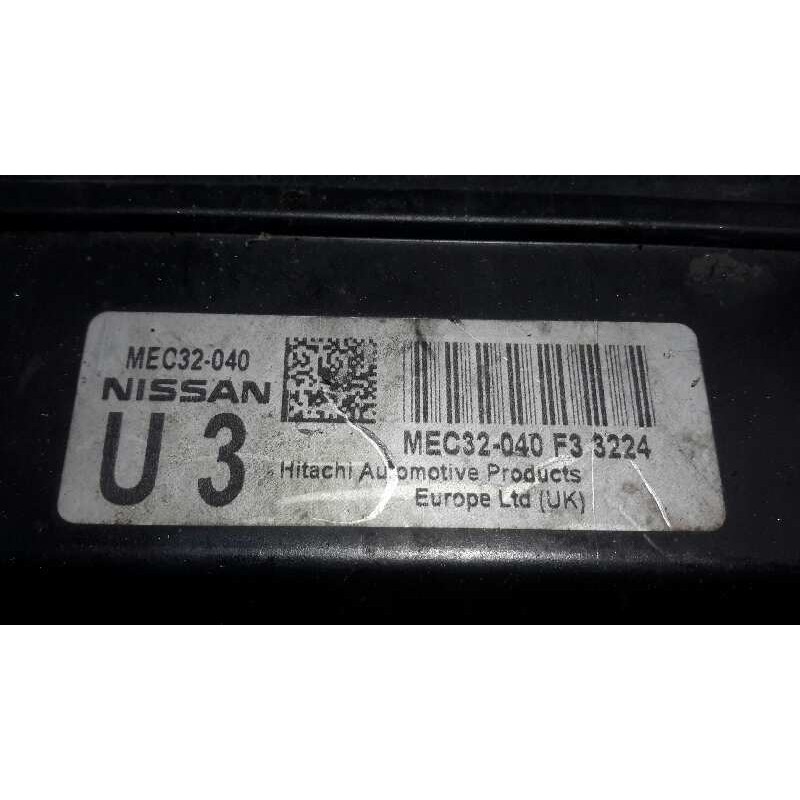 MEC32-040
NISSAN
U 3
MEC32-040 F3 3224
Hitachi Automotive Products
Europe Ltd (UK)